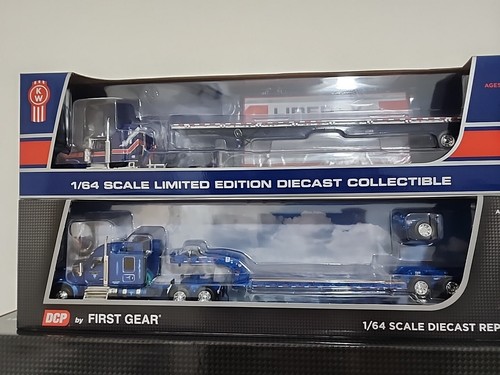 KW
AGES
1/64 SCALE LIMITED EDITION DIECAST COLLECTIBLE
DCP by FIRST GEAR®
1/64 SCALE DIECAST REP